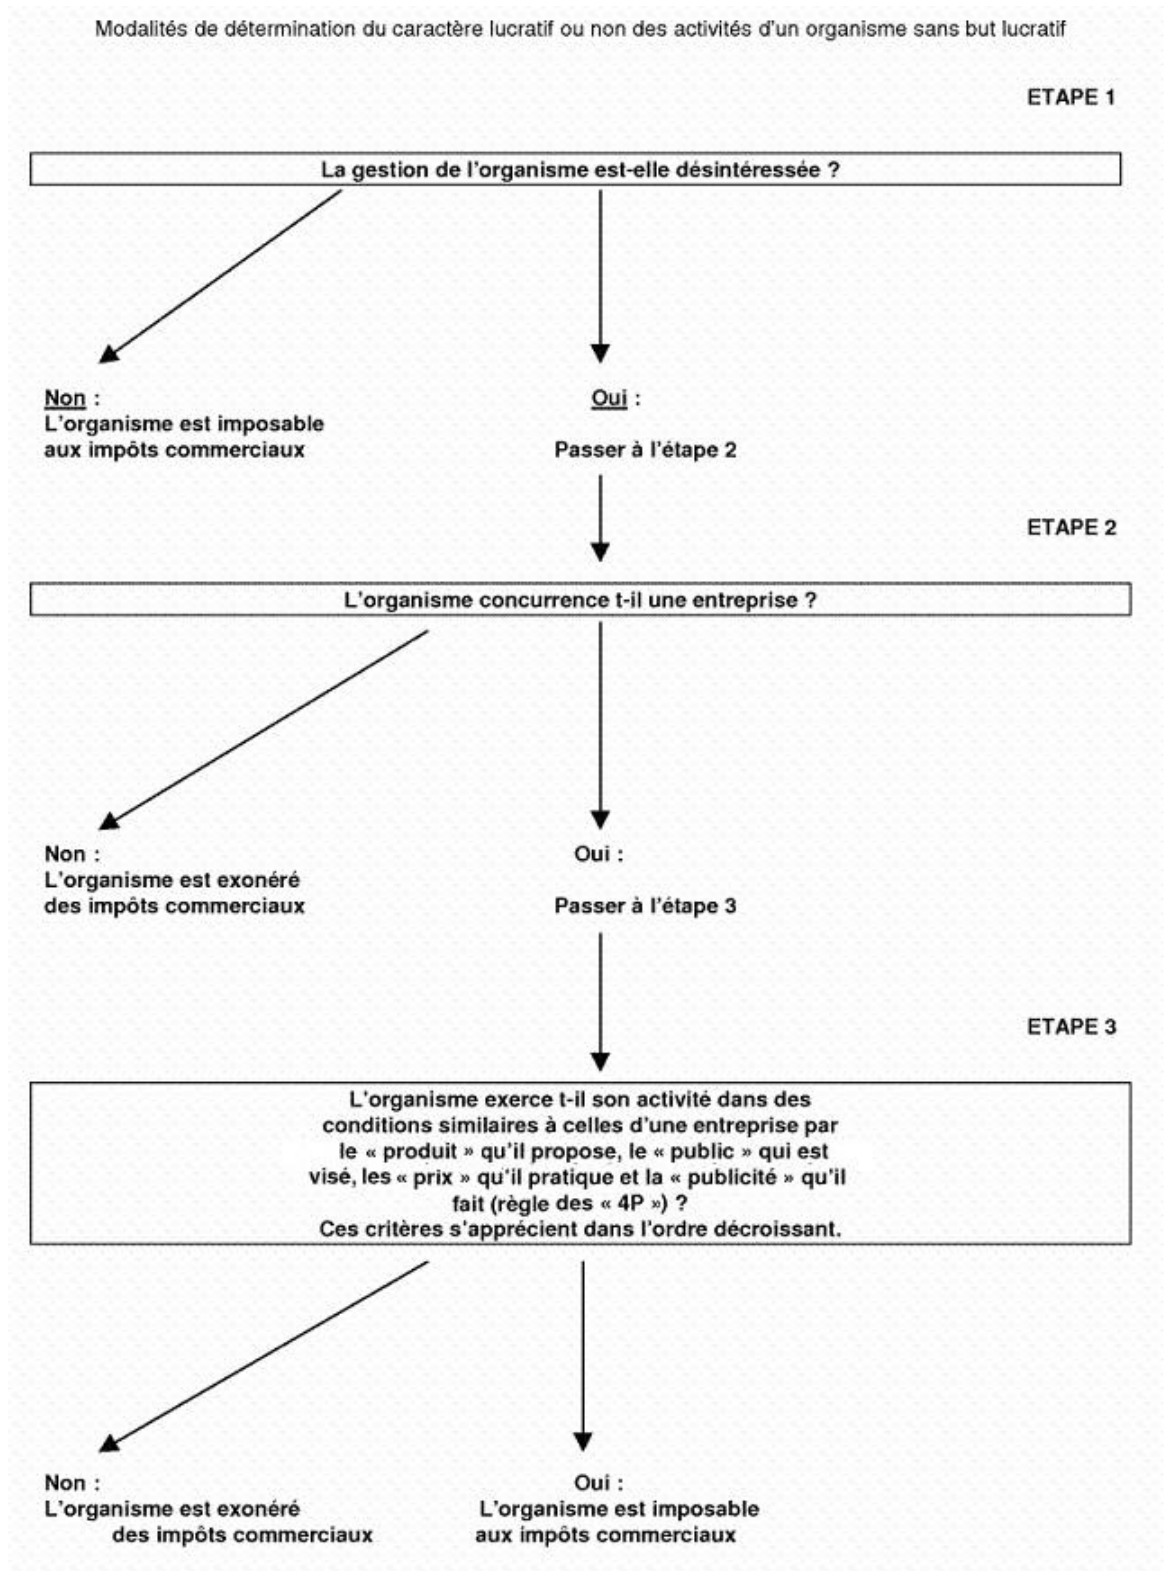 Modalités de détermination du caractère lucratif ou non des activités d'un organisme sans but lucratif
ETAPE 1
La gestion de l'organisme est-elle désintéressée ?
Non :
L'organisme est imposable
aux impôts commerciaux
Oui :
Passer à l'étape 2
ETAPE 2
L'organisme concurrence t-il une entreprise ?
Non :
L'organisme est exonéré
des impôts commerciaux
Oui :
Passer à l'étape 3
ETAPE 3
L'organisme exerce t-il son activité dans des
conditions similaires à celles d'une entreprise par
le « produit » qu'il propose, le « public » qui est
visé, les « prix » qu'il pratique et la « publicité » qu'il
fait (règle des « 4P ») ?
Ces critères s'apprécient dans l'ordre décroissant.
Non :
L'organisme est exonéré
des impôts commerciaux
Oui :
L'organisme est imposable
aux impôts commerciaux